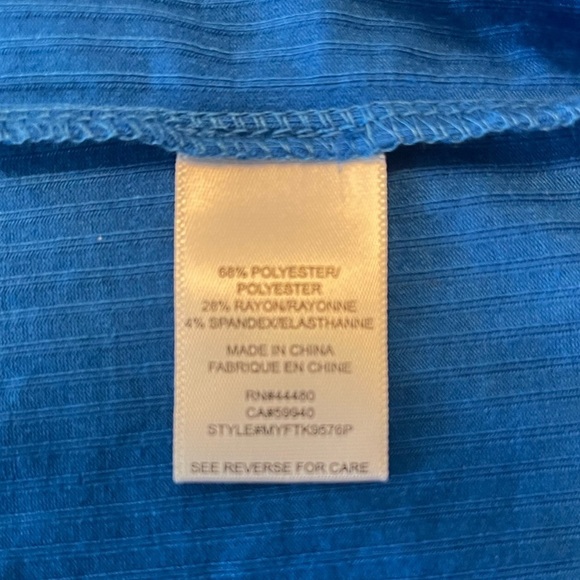 68% POLYESTER/
POLYESTER
28% RAYON/RAYONNE
4% SPANDEX/ELASTHANNE
MADE IN CHINA
FABRIQUE EN CHINE
RN#44480
CA#59940
STYLE#MYFTK9576P
SEE REVERSE FOR CARE